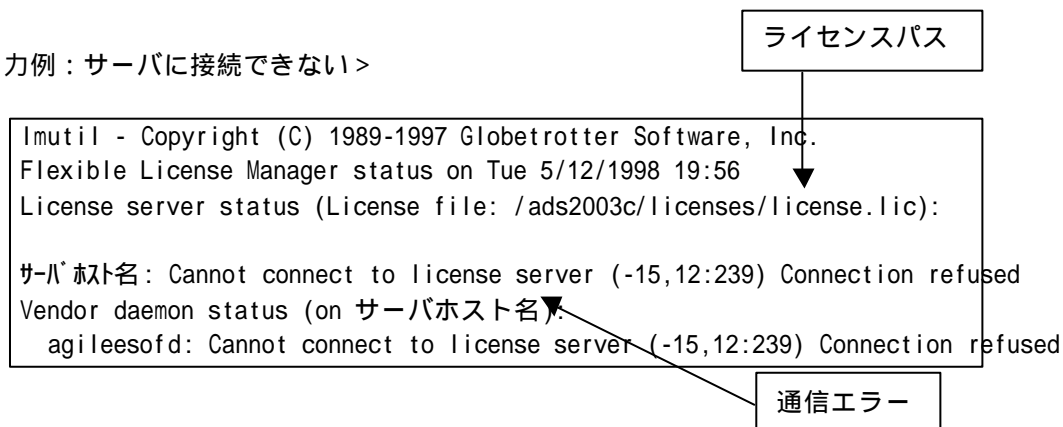 ライセンスパス
力例：サーバに接続できない>
lmutil - Copyright (C) 1989-1997 Globetrotter Software, Inc.
Flexible License Manager status on Tue 5/12/1998 19:56
License server status (License file: /ads2003c/licenses/license.lic):
ｻｰﾊﾞﾎｽﾄ名: Cannot connect to license server (-15,12:239) Connection refused
Vendor daemon status (on サーバホスト名):
agileesofd: Cannot connect to license server (-15,12:239) Connection refused
通信エラー